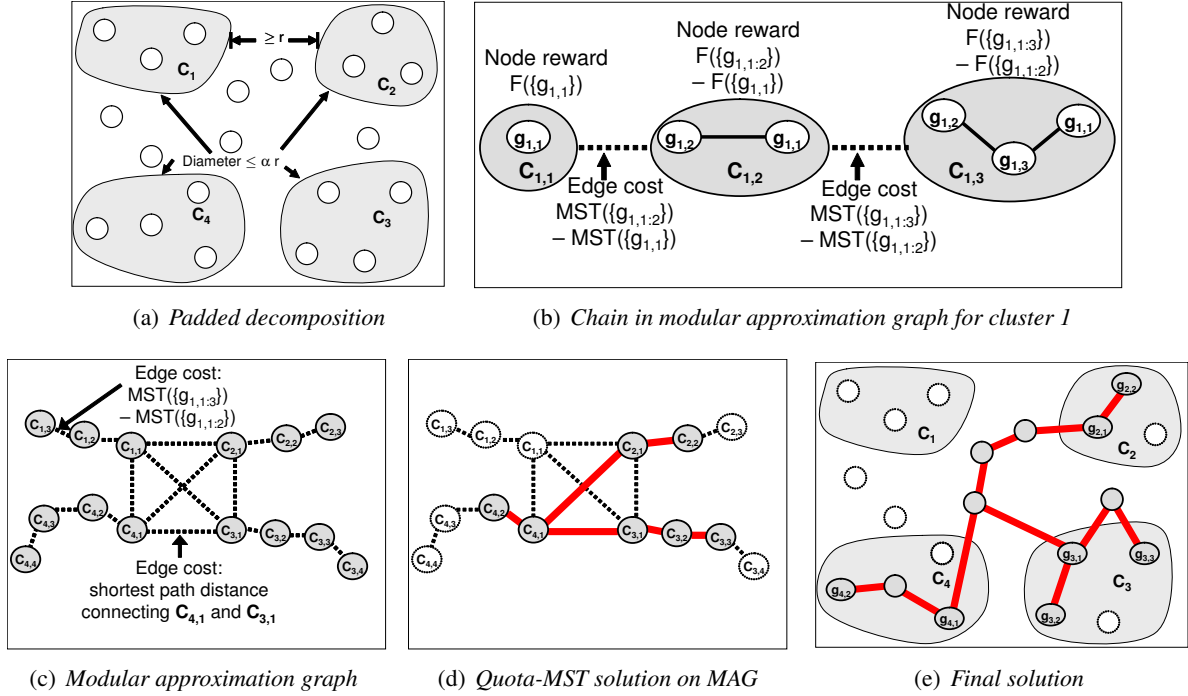 ≥ r
C1
C2
Diameter ≤ α r
C4
C3
(a) Padded decomposition
Node reward
F({g1,1})
Node reward
F({g1,1:2})
– F({g1,1})
Node reward
F({g1,1:3})
– F({g1,1:2})
g1,1
C1,1
g1,2
g1,1
C1,2
g1,2
g1,1
g1,3
C1,3
Edge cost
MST({g1,1:2})
– MST({g1,1})
Edge cost
MST({g1,1:3})
– MST({g1,1:2})
(b) Chain in modular approximation graph for cluster 1
Edge cost:
MST({g1,1:3})
– MST({g1,1:2})
C1,3
C1,2
C1,1
C2,1
C2,2
C2,3
C4,4
C4,3
C4,2
C4,1
C3,1
C3,2
C3,3
C3,4
Edge cost:
shortest path distance
connecting C4,1 and C3,1
(c) Modular approximation graph
C1,3
C1,2
C1,1
C2,1
C2,2
C2,3
C4,4
C4,3
C4,2
C4,1
C3,1
C3,2
C3,3
C3,4
(d) Quota-MST solution on MAG
C1
g2,2
g2,1
C2
g4,2
C4
g4,1
g3,1
g3,3
C3
g3,2
(e) Final solution